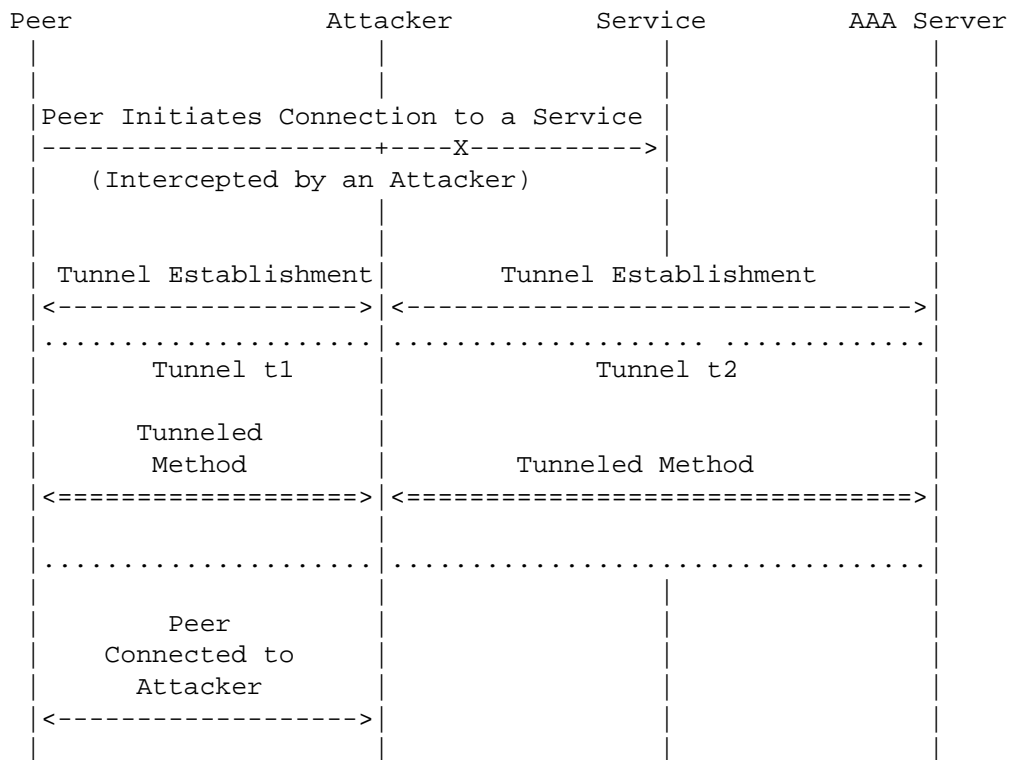 Peer Attacker Service AAA Server
Peer Initiates Connection to a Service
---------------------+----X----------->
(Intercepted by an Attacker)
Tunnel Establishment Tunnel Establishment
<-------------------> <-------------------------------->
..................... .................... .............
Tunnel t1 Tunnel t2
Tunneled
Method Tunneled Method
<===================> <================================>
..................... ..................................
Peer
Connected to
Attacker
<------------------->